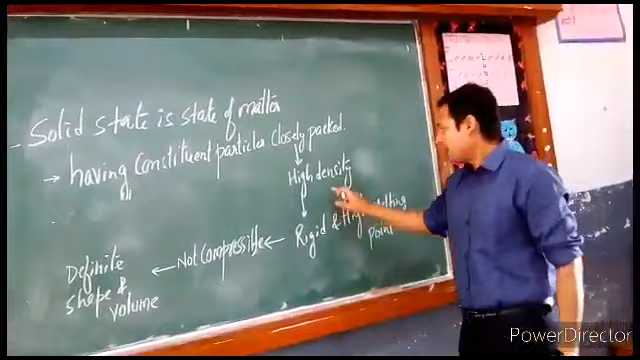 - Solid state is state of matter
→ having constituent particles closely packed.
High density
Rigid & High melting
point
Not compressible
Definite
shape &
volume
PowerDirector